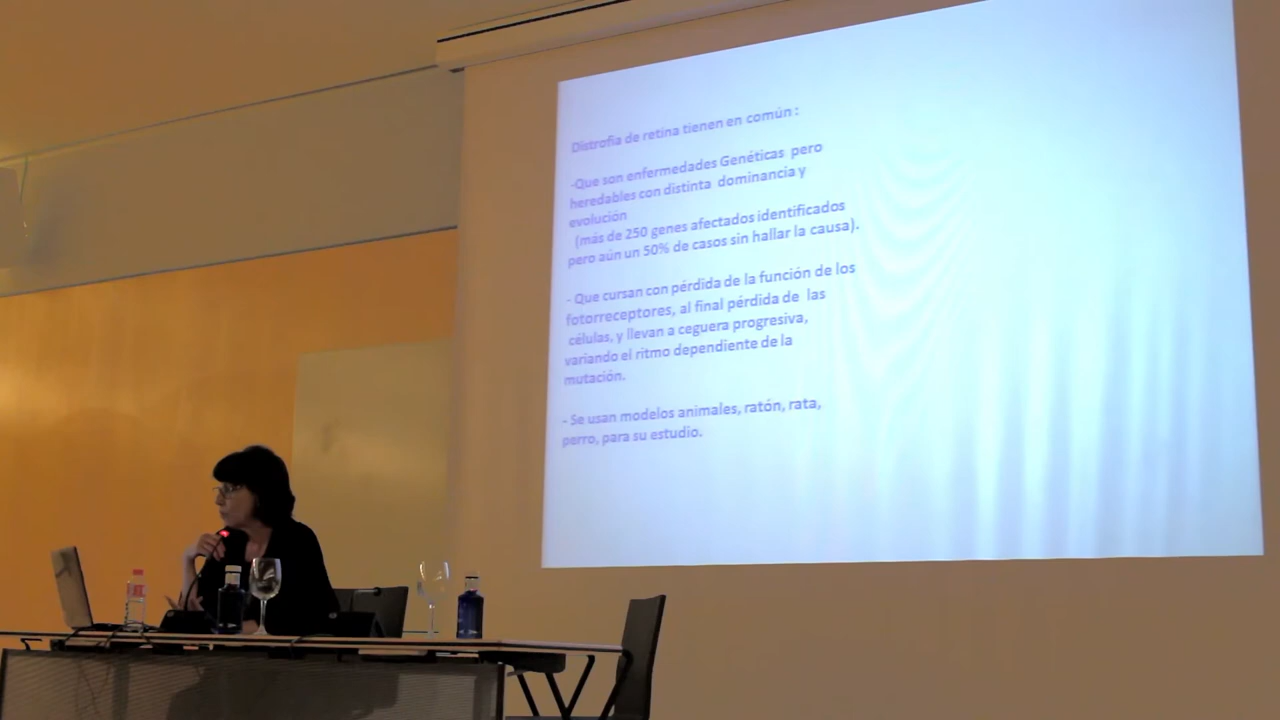 Distrofia de retina tienen en común :
-Que son enfermedades Genéticas pero
heredables con distinta dominancia y
evolución
(más de 250 genes afectados identificados
pero aún un 50% de casos sin hallar la causa).
- Que cursan con pérdida de la función de los
fotorreceptores, al final pérdida de las
células, y llevan a ceguera progresiva,
variando el ritmo dependiente de la
mutación.
- Se usan modelos animales, ratón, rata,
perro, para su estudio.